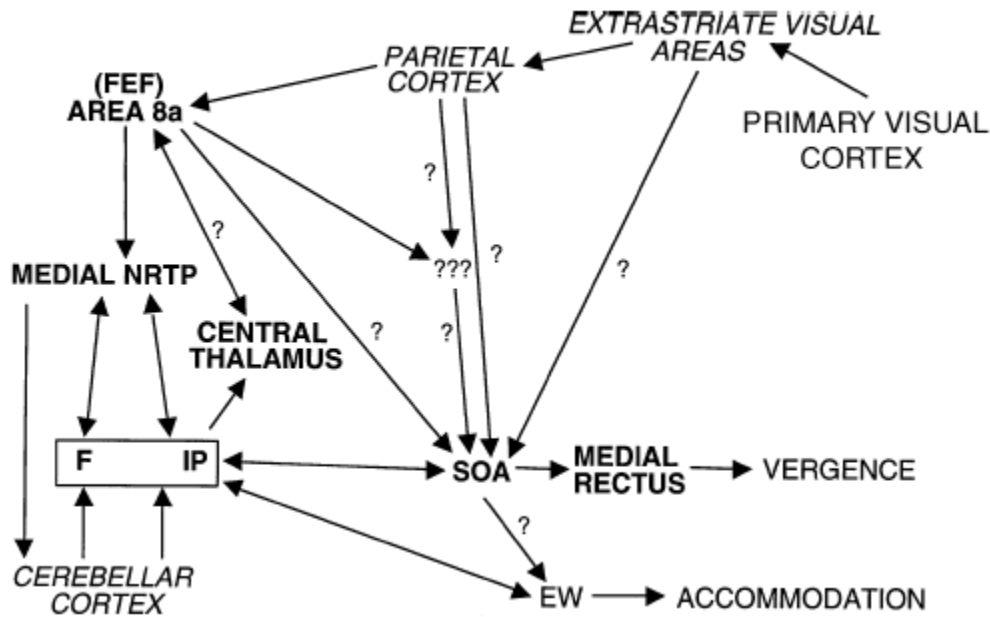 EXTRASTRIATE VISUAL
AREAS
PARIETAL
CORTEX
(FEF)
AREA 8a
PRIMARY VISUAL
CORTEX
?
?
?
???
?
MEDIAL NRTP
CENTRAL
THALAMUS
?
?
F IP
SOA
MEDIAL
RECTUS
VERGENCE
?
CEREBELLAR
CORTEX
EW
ACCOMMODATION